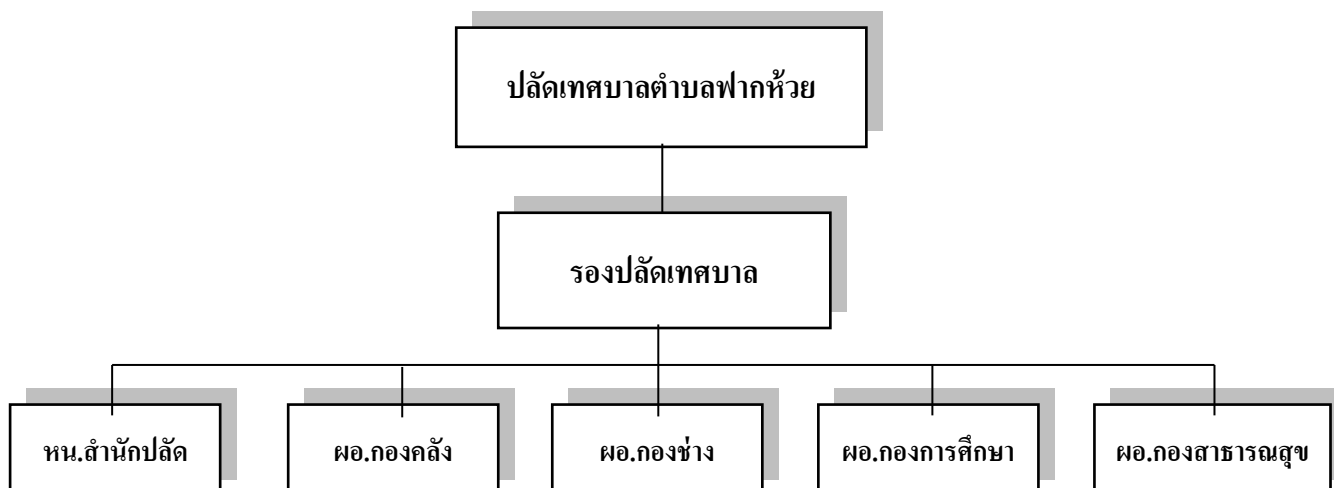 ปลัดเทศบาลตำบลฟากห้วย
รองปลัดเทศบาล
หน.สำนักปลัด
ผอ.กองคลัง
ผอ.กองช่าง
ผอ.กองการศึกษา
ผอ.กองสาธารณสุข